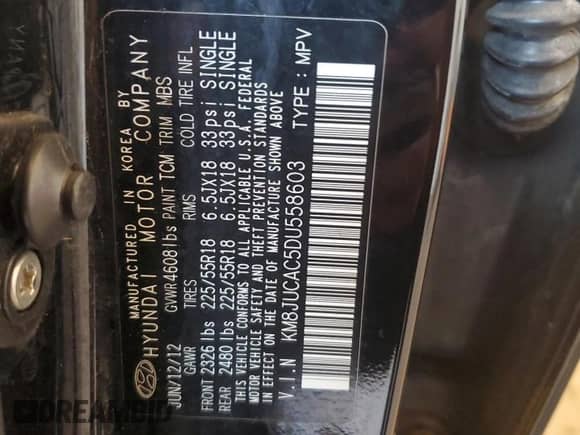 MANUFACTURED IN KOREA BY
HYUNDAI MOTOR COMPANY
JUN/12/12 GVWR 4608 lbs PAINT TCM TRIM MBS
GAWR TIRES RIMS COLD TIRE INFL
FRONT 2326 lbs 225/55R18 6.5JX18 33psi SINGLE
REAR 2480 lbs 225/55R18 6.5JX18 33psi SINGLE
THIS VEHICLE CONFORMS TO ALL APPLICABLE U.S.A. FEDERAL
MOTOR VEHICLE SAFETY AND THEFT PREVENTION STANDARDS
IN EFFECT ON THE DATE OF MANUFACTURE SHOWN ABOVE
V.I.N KM8JUCAC5DU558603 TYPE : MPV
DREAMBID